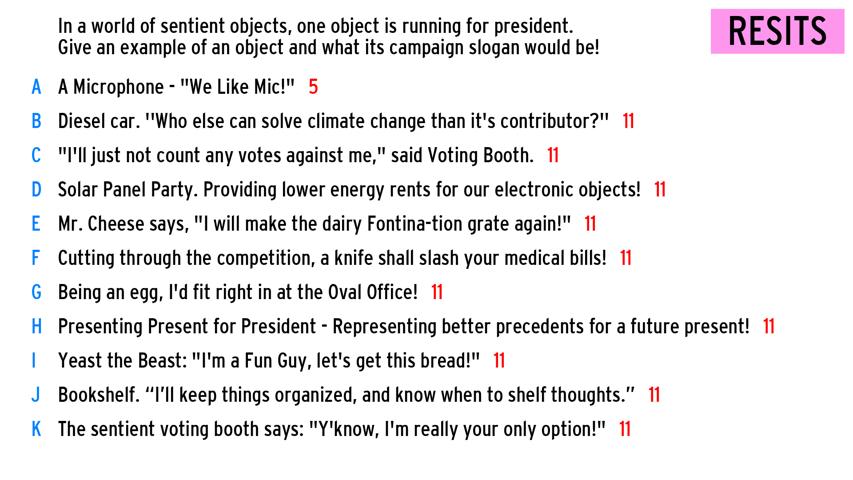 In a world of sentient objects, one object is running for president.
Give an example of an object and what its campaign slogan would be!
RESITS
A A Microphone - "We Like Mic!" 5
B Diesel car. ''Who else can solve climate change than it's contributor?'' 11
C "I'll just not count any votes against me," said Voting Booth. 11
D Solar Panel Party. Providing lower energy rents for our electronic objects! 11
E Mr. Cheese says, "I will make the dairy Fontina-tion grate again!" 11
F Cutting through the competition, a knife shall slash your medical bills! 11
G Being an egg, I'd fit right in at the Oval Office! 11
H Presenting Present for President - Representing better precedents for a future present! 11
I Yeast the Beast: "I'm a Fun Guy, let's get this bread!" 11
J Bookshelf. “I’ll keep things organized, and know when to shelf thoughts.” 11
K The sentient voting booth says: "Y'know, I'm really your only option!" 11